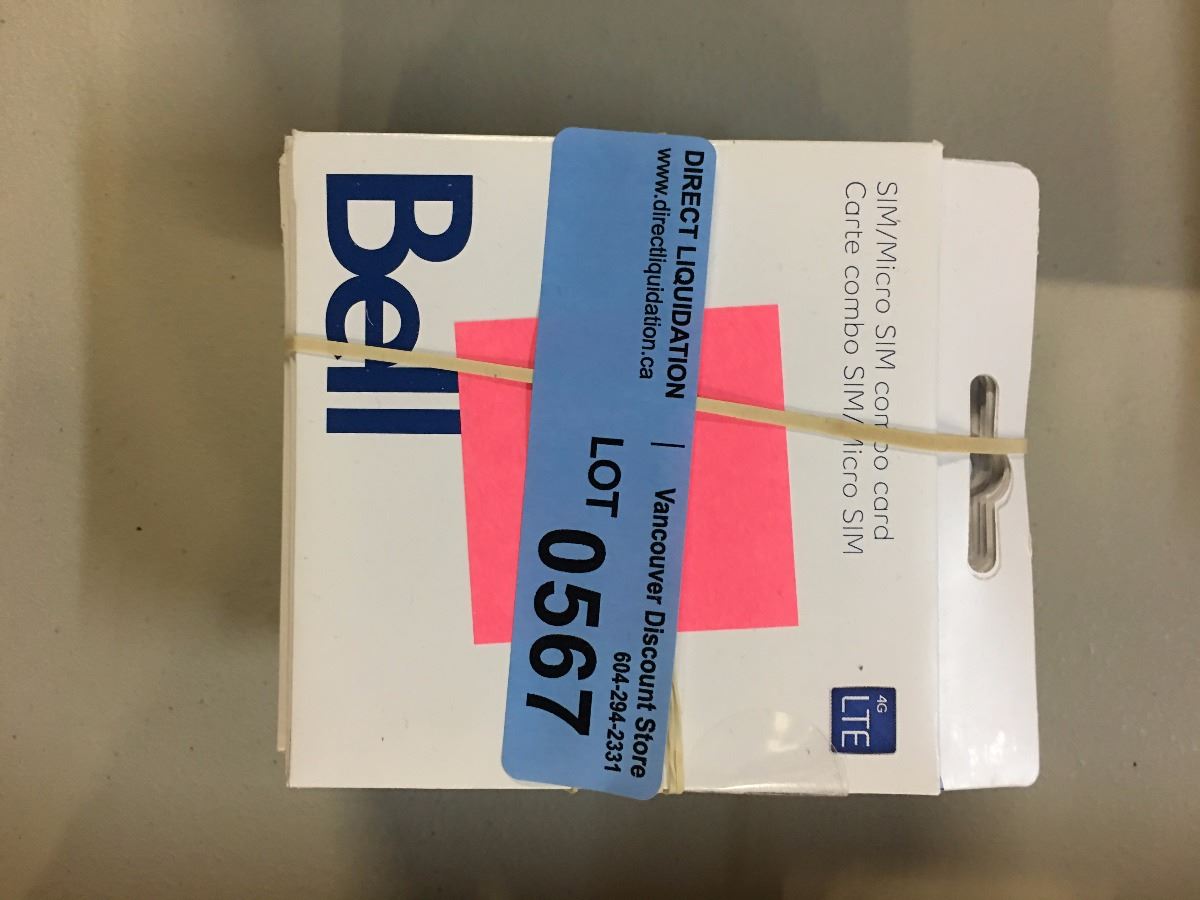 SIM/Micro SIM combo card
Carte combo SIM/Micro SIM
4G
LTE
DIRECT LIQUIDATION | Vancouver Discount Store
www.directliquidation.ca 604-294-2331
LOT 0567
Bell